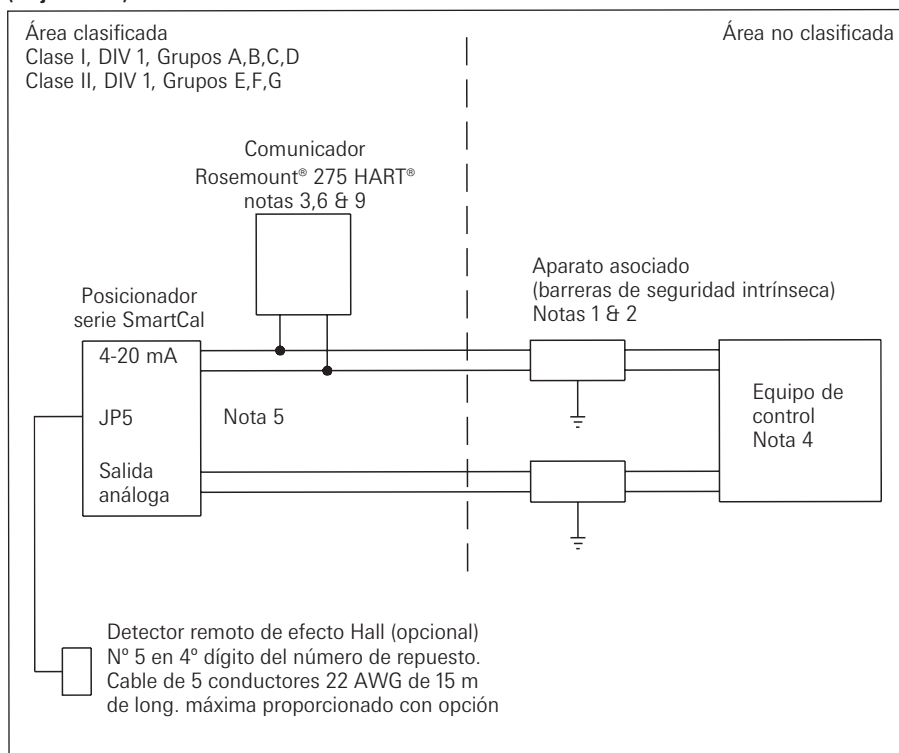 Área clasificada
Clase I, DIV 1, Grupos A,B,C,D
Clase II, DIV 1, Grupos E,F,G
Área no clasificada
Comunicador
Rosemount® 275 HART®
notas 3,6 & 9
Aparato asociado
(barreras de seguridad intrínseca)
Notas 1 & 2
Posicionador
serie SmartCal
4-20 mA
JP5
Nota 5
Salida
análoga
Equipo de
control
Nota 4
Detector remoto de efecto Hall (opcional)
Nº 5 en 4º dígito del número de repuesto.
Cable de 5 conductores 22 AWG de 15 m
de long. máxima proporcionado con opción